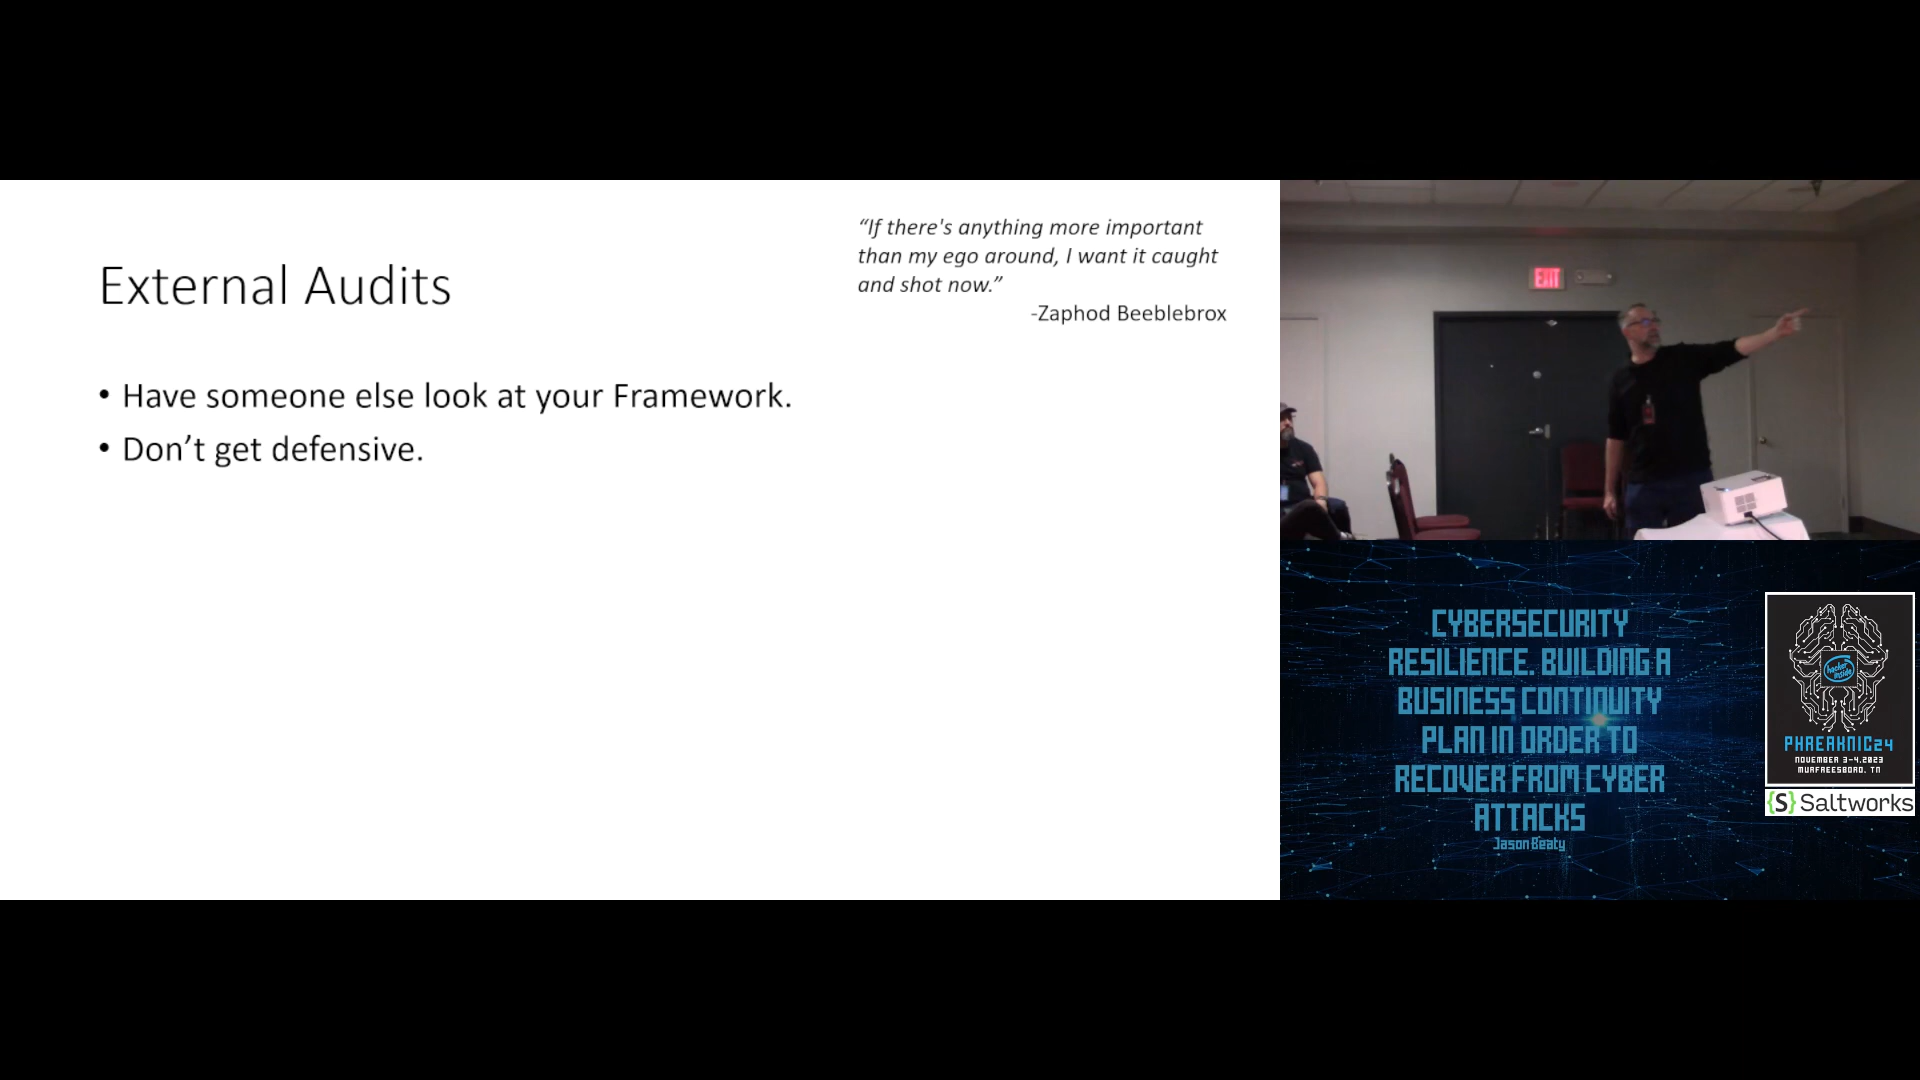 External Audits
“If there's anything more important
than my ego around, I want it caught
and shot now.”
-Zaphod Beeblebrox
• Have someone else look at your Framework.
• Don’t get defensive.
EXIT
CYBERSECURITY
RESILIENCE. BUILDING A
BUSINESS CONTINUITY
PLAN IN ORDER TO
RECOVER FROM CYBER
ATTACKS
Jason Beaty
hacker
inside
PHREAKNIC24
NOVEMBER 3-4,2023
MURFREESBORO, TN
{S} Saltworks